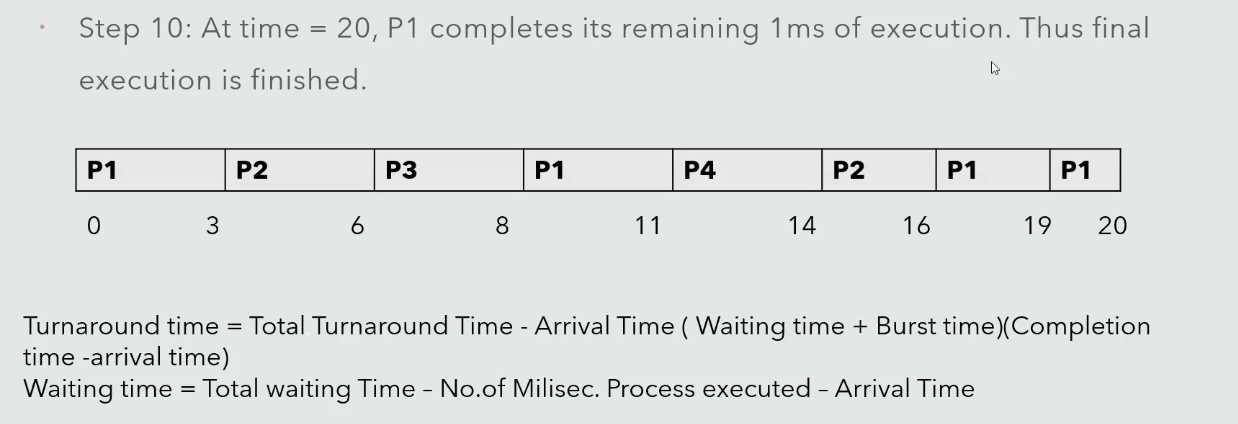 Step 10: At time = 20, P1 completes its remaining 1ms of execution. Thus final
execution is finished.
P1 P2 P3 P1 P4 P2 P1 P1
0 3 6 8 11 14 16 19 20
Turnaround time = Total Turnaround Time - Arrival Time ( Waiting time + Burst time)(Completion
time -arrival time)
Waiting time = Total waiting Time – No.of Milisec. Process executed – Arrival Time